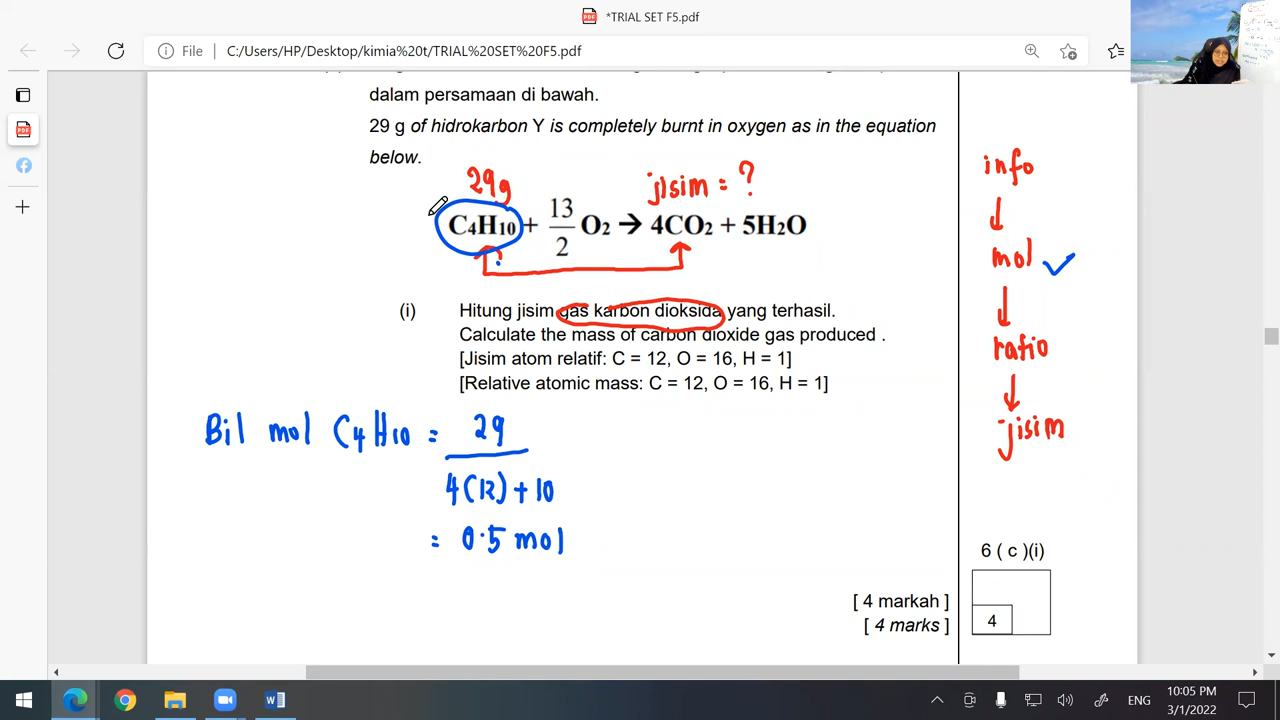 *TRIAL SET F5.pdf
File C:/Users/HP/Desktop/kimia%20t/TRIAL%20SET%20F5.pdf
dalam persamaan di bawah.
29 g of hidrokarbon Y is completely burnt in oxygen as in the equation
below.
29g
jisim = ?
C4H10 + 13/2 O2 → 4CO2 + 5H2O
?
(i) Hitung jisim gas karbon dioksida yang terhasil.
Calculate the mass of carbon dioxide gas produced .
[Jisim atom relatif: C = 12, O = 16, H = 1]
[Relative atomic mass: C = 12, O = 16, H = 1]
Bil mol C4H10 = 29
4(12) + 10
= 0.5 mol
info
↓
mol ✓
↓
ratio
↓
jisim
6 ( c )(i)
4
[ 4 markah ]
[ 4 marks ]
ENG
10:05 PM
3/1/2022